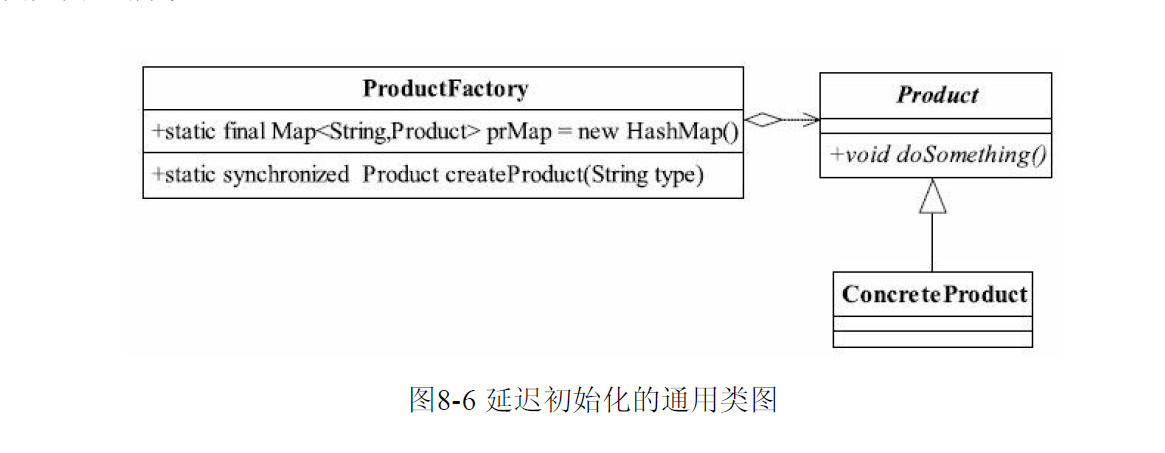 ProductFactory
+static final Map<String,Product> prMap = new HashMap()
+static synchronized Product createProduct(String type)
Product
+void doSomething()
ConcreteProduct
图8-6 延迟初始化的通用类图